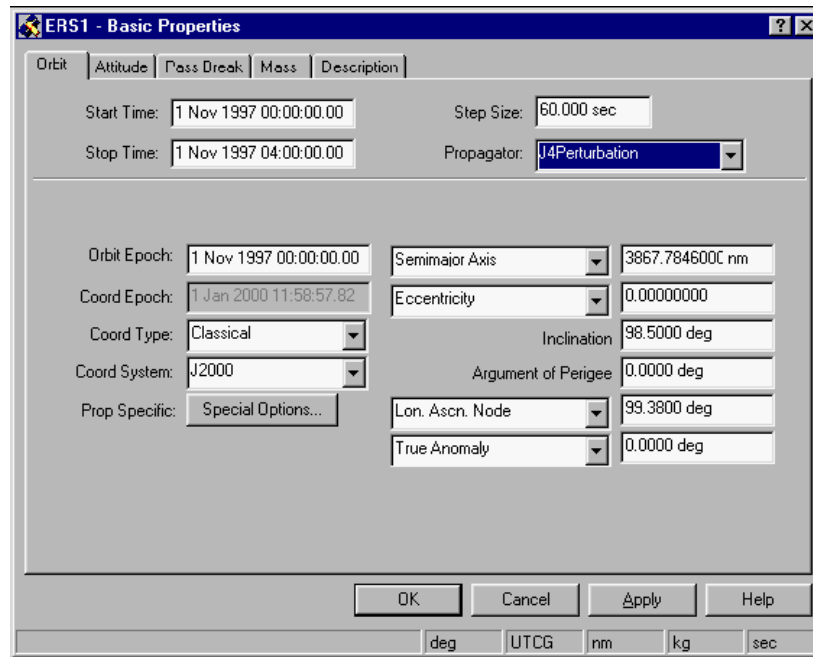 ERS1 - Basic Properties
Orbit Attitude Pass Break Mass Description
Start Time: 1 Nov 1997 00:00:00.00 Step Size: 60.000 sec
Stop Time: 1 Nov 1997 04:00:00.00 Propagator: J4Perturbation
Orbit Epoch: 1 Nov 1997 00:00:00.00 Semimajor Axis 3867.7846000 nm
Coord Epoch: 1 Jan 2000 11:58:57.82 Eccentricity 0.00000000
Coord Type: Classical Inclination 98.5000 deg
Coord System: J2000 Argument of Perigee 0.0000 deg
Prop Specific: Special Options... Lon. Ascn. Node 99.3800 deg
True Anomaly 0.0000 deg
OK Cancel Apply Help
deg UTCG nm kg sec